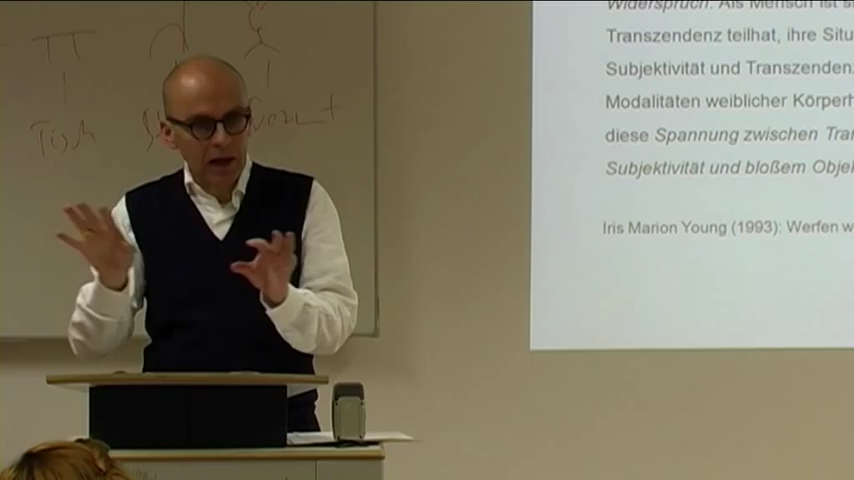 Widerspruch. Als Mensch ist
Transzendenz teilhat, ihre Situ
Subjektivität und Transzenden
Modalitäten weiblicher Körperh
diese Spannung zwischen Tran
Subjektivität und bloßem Obje
Iris Marion Young (1993): Werfen w
Tisch